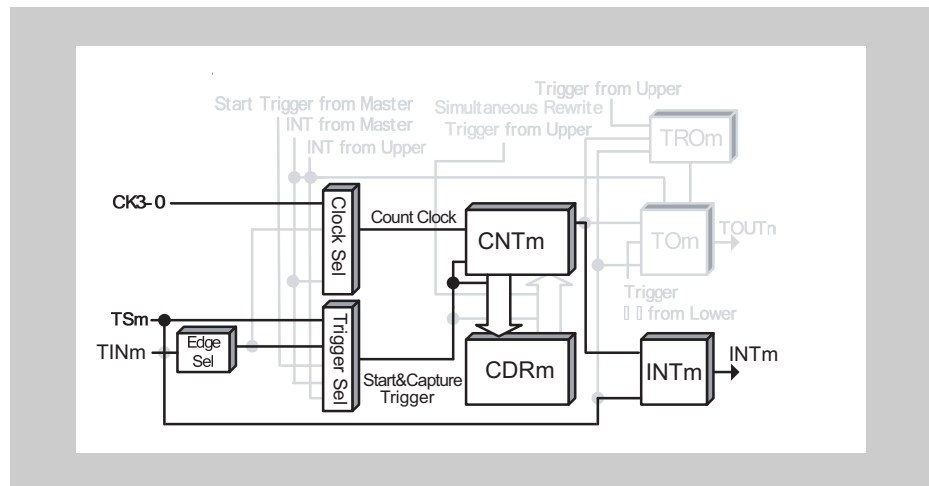 Trigger from Upper
Start Trigger from Master
Simultaneous Rewrite
INT from Master
Trigger from Upper
INT from Upper
TROm
CK3-0
Clock Sel
Count Clock
CNTm
TOm
TOUTn
Trigger
from Lower
TSm
TINm
Edge
Sel
Trigger Sel
Start&Capture
Trigger
CDRm
INTm
INTm